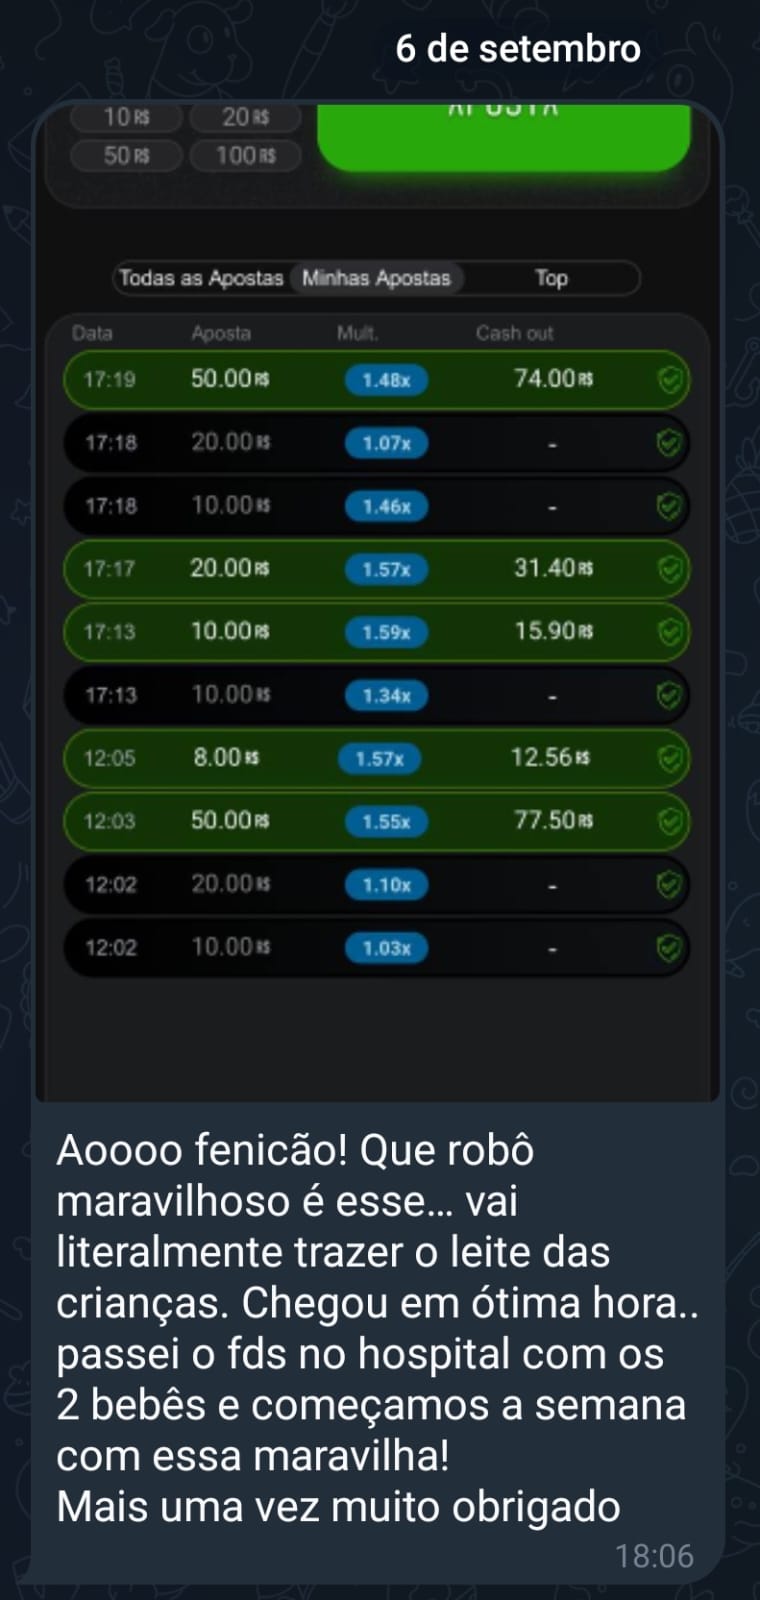 6 de setembro
10 R$ 20 R$
50 R$ 100 R$
APOSTA
Todas as Apostas Minhas Apostas Top
Data Aposta Mult. Cash out
17:19 50.00 R$ 1.48x 74.00 R$
17:18 20.00 R$ 1.07x -
17:18 10.00 R$ 1.46x -
17:17 20.00 R$ 1.57x 31.40 R$
17:13 10.00 R$ 1.59x 15.90 R$
17:13 10.00 R$ 1.34x -
12:05 8.00 R$ 1.57x 12.56 R$
12:03 50.00 R$ 1.55x 77.50 R$
12:02 20.00 R$ 1.10x -
12:02 10.00 R$ 1.03x -
Aoooo fenicão! Que robô
maravilhoso é esse... vai
literalmente trazer o leite das
crianças. Chegou em ótima hora..
passei o fds no hospital com os
2 bebês e começamos a semana
com essa maravilha!
Mais uma vez muito obrigado
18:06